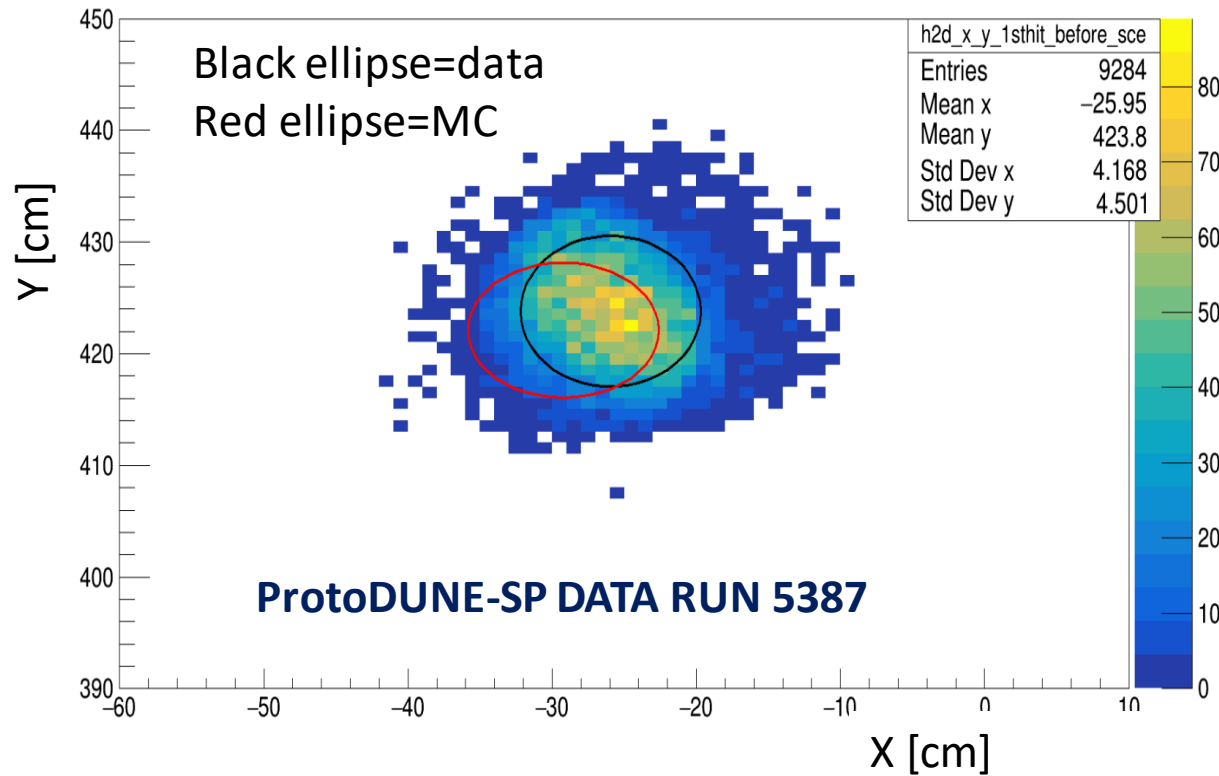 Black ellipse=data
Red ellipse=MC
h2d_x_y_1sthit_before_sce
Entries 9284
Mean x −25.95
Mean y 423.8
Std Dev x 4.168
Std Dev y 4.501
Y [cm]
450
440
430
420
410
400
390
80
70
60
50
40
30
20
10
0
ProtoDUNE-SP DATA RUN 5387
−60 −50 −40 −30 −20 −10 0 10
X [cm]